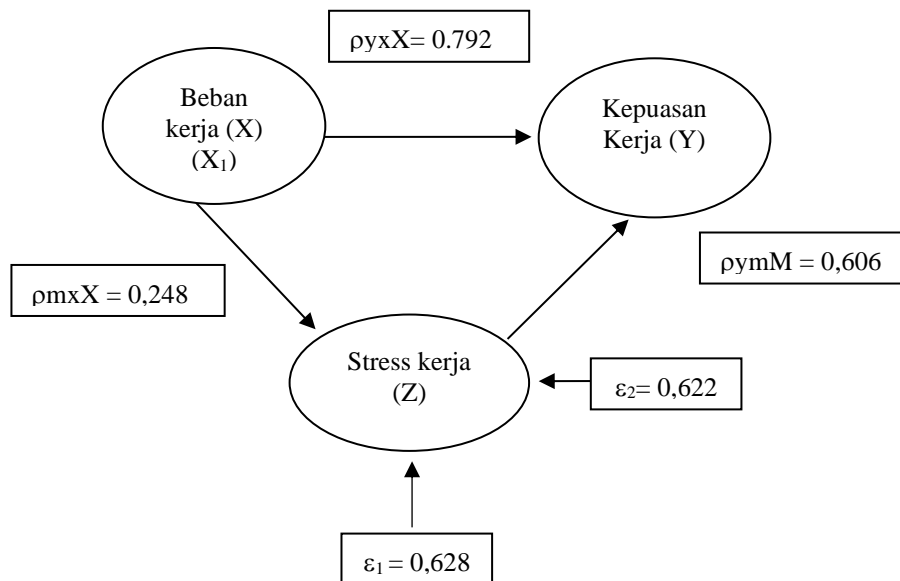 ρyxX= 0.792
Beban
kerja (X)
(X₁)
Kepuasan
Kerja (Y)
ρymM = 0,606
ρmxX = 0,248
Stress kerja
(Z)
ε₂= 0,622
ε₁ = 0,628